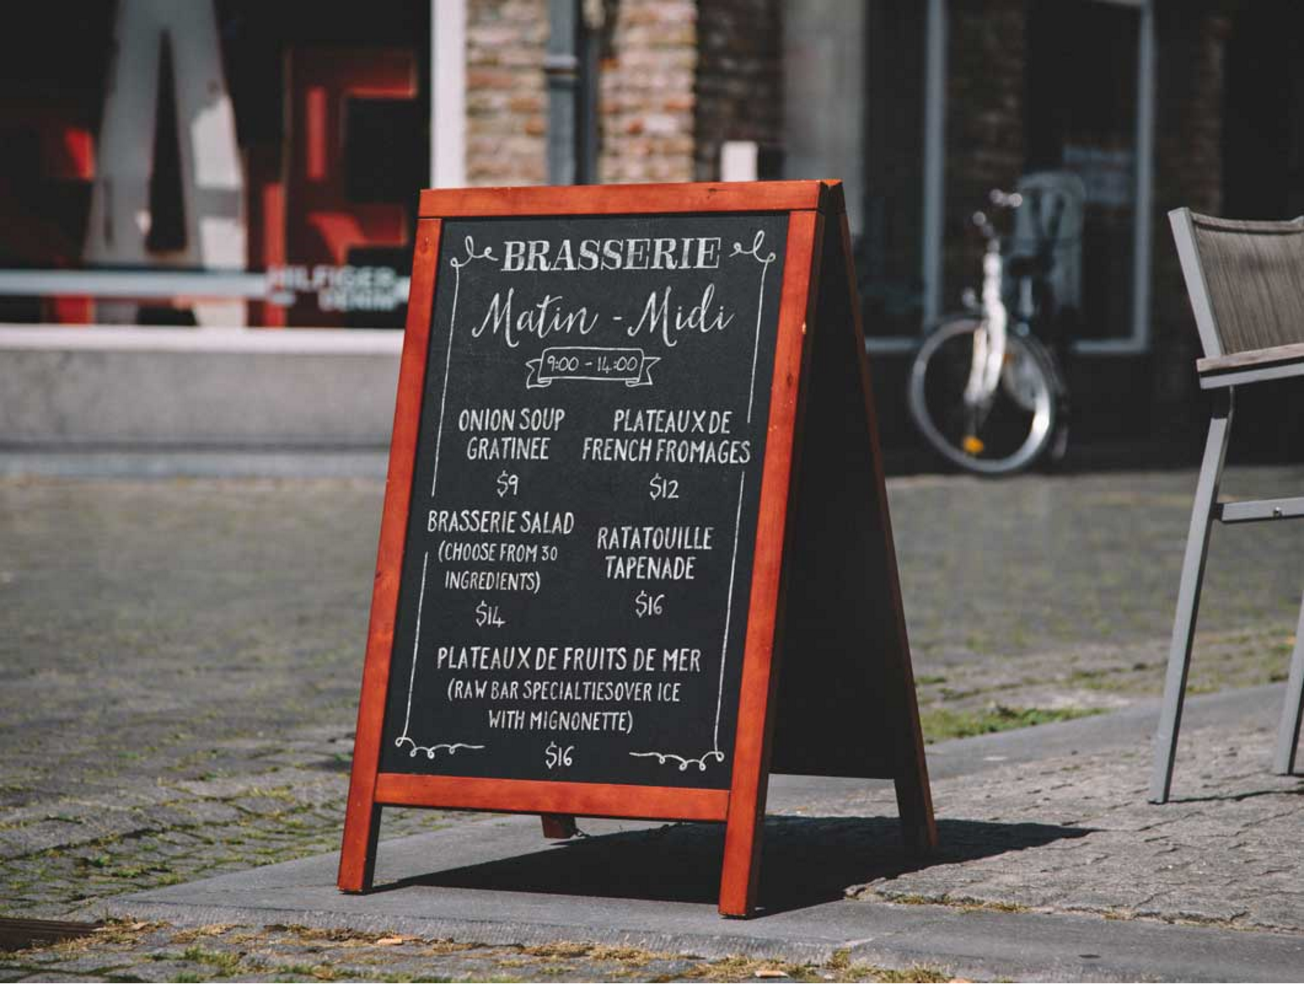 HILFIGER
DENIM
BRASSERIE
Matin - Midi
9:00 - 14:00
ONION SOUP
GRATINEE
$9
PLATEAUX DE
FRENCH FROMAGES
$12
BRASSERIE SALAD
(CHOOSE FROM 30
INGREDIENTS)
$14
RATATOUILLE
TAPENADE
$16
PLATEAUX DE FRUITS DE MER
(RAW BAR SPECIALTIESOVER ICE
WITH MIGNONETTE)
$16